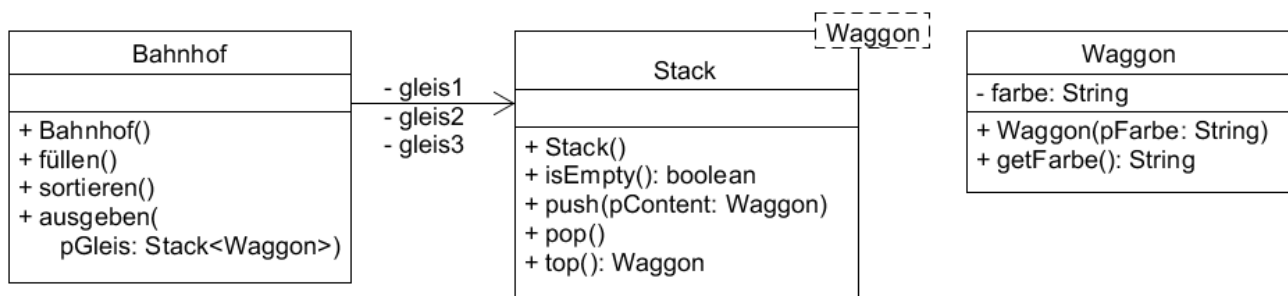 Bahnhof
+ Bahnhof()
+ füllen()
+ sortieren()
+ ausgeben(
pGleis: Stack<Waggon>)
- gleis1
- gleis2
- gleis3
Waggon
Stack
+ Stack()
+ isEmpty(): boolean
+ push(pContent: Waggon)
+ pop()
+ top(): Waggon
Waggon
- farbe: String
+ Waggon(pFarbe: String)
+ getFarbe(): String